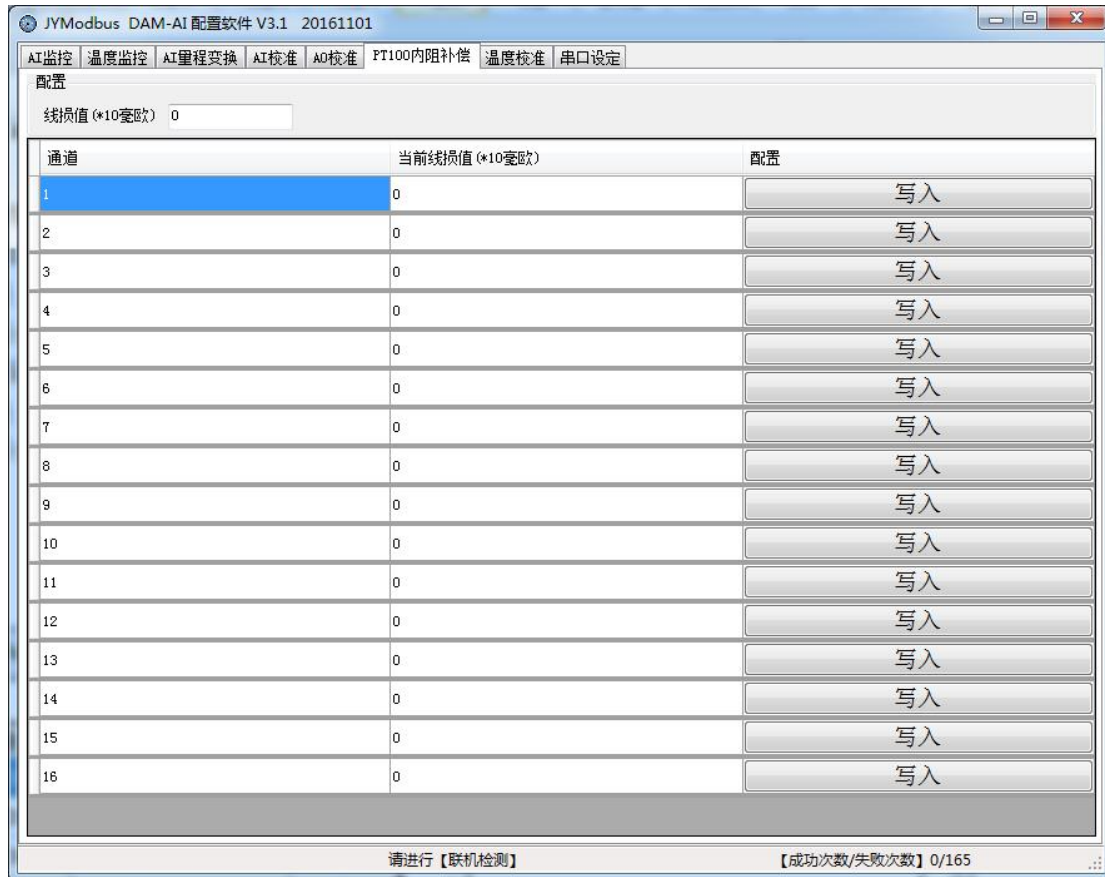 JYModbus DAM-AI 配置软件 V3.1 20161101
AI监控 温度监控 AI量程变换 AI校准 AO校准 PT100内阻补偿 温度校准 串口设定
配置
线损值(*10毫欧) 0
通道 当前线损值(*10毫欧) 配置
1 0 写入
2 0 写入
3 0 写入
4 0 写入
5 0 写入
6 0 写入
7 0 写入
8 0 写入
9 0 写入
10 0 写入
11 0 写入
12 0 写入
13 0 写入
14 0 写入
15 0 写入
16 0 写入
请进行【联机检测】 【成功次数/失败次数】0/165